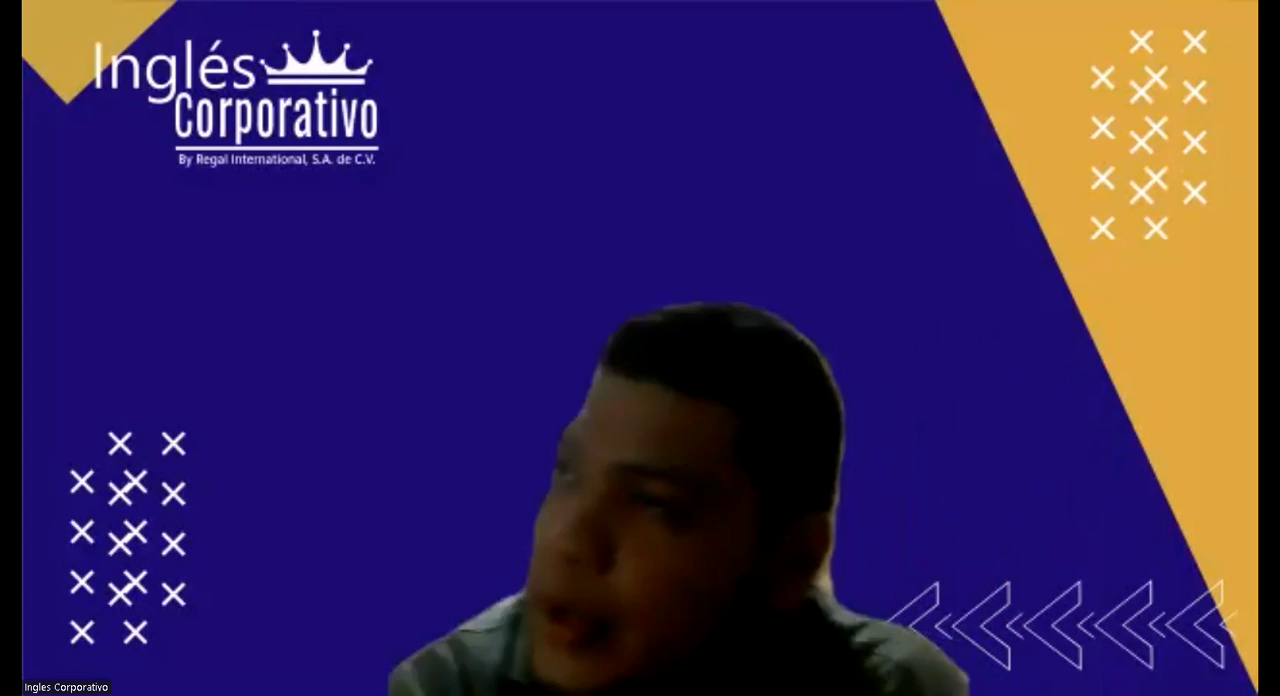 Inglés
Corporativo
By Regal International, S.A. de C.V.
Ingles Corporativo